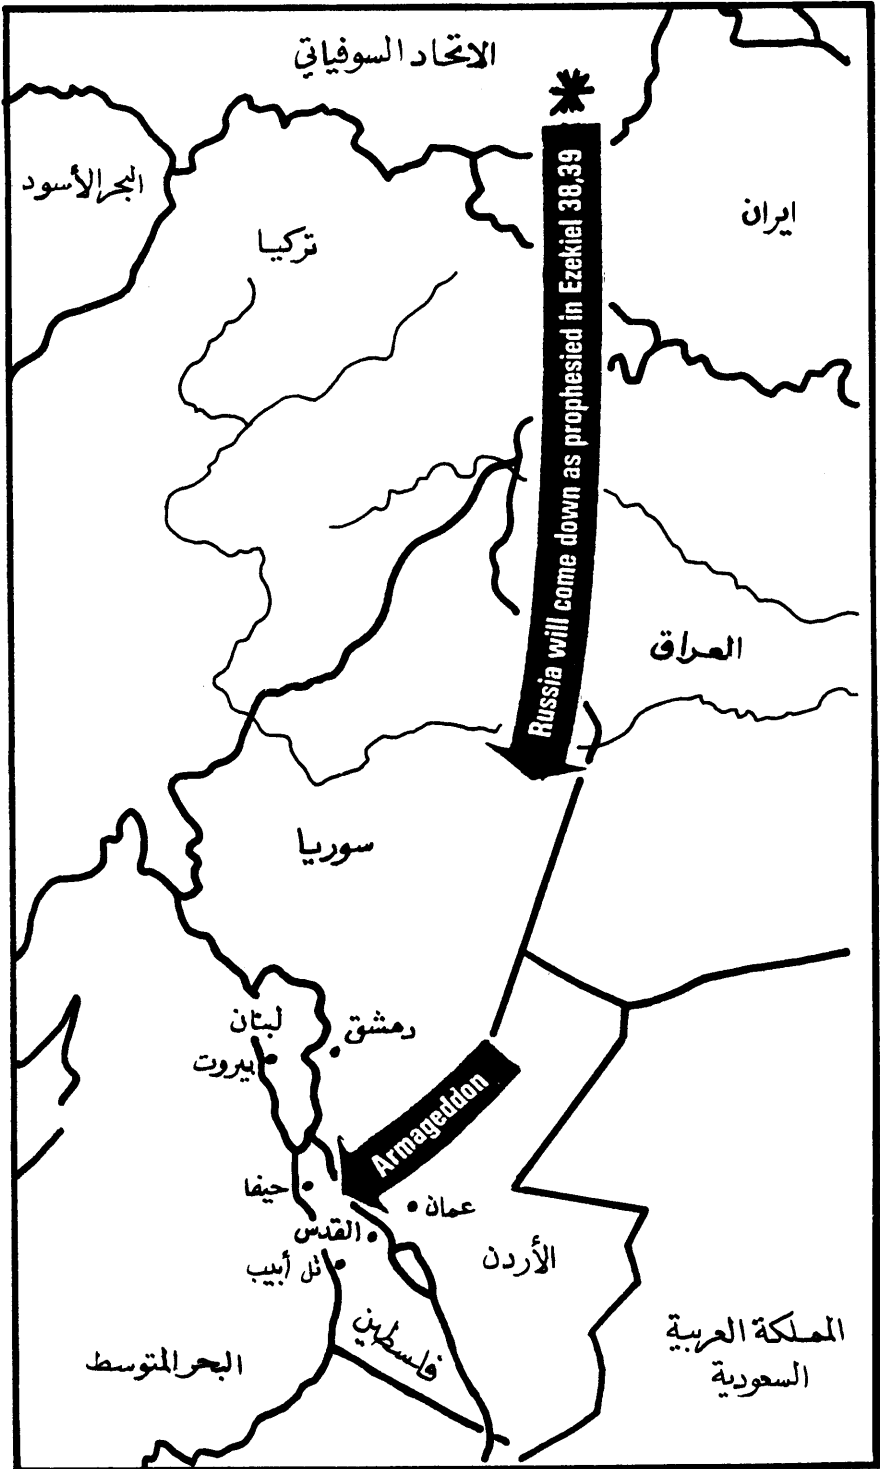 الاتحاد السوفياتي
البحر الأسود
تركيا
ايران
Russia will come down as prophesied in Ezekiel 38,39
العراق
سوريا
لبنان
دمشق
بيروت
Armageddon
حيفا
عمان
القدس
تل أبيب
الأردن
فلسطين
المملكة العربية
السعودية
البحر المتوسط